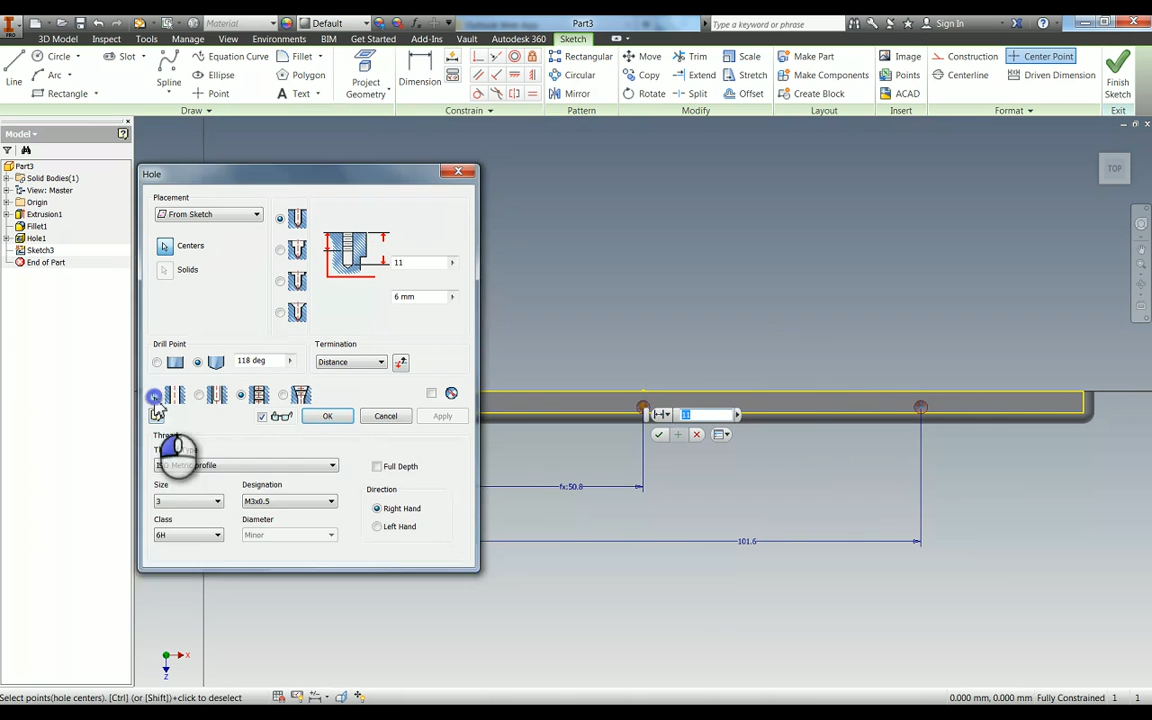 PRO
Material
Default
Part3
Type a keyword or phrase
Sign In
3D Model Inspect Tools Manage View Environments BIM Get Started Add-Ins Vault Autodesk 360 Sketch
Line
Circle
Arc
Rectangle
Slot
Spline
Equation Curve
Ellipse
Point
Fillet
Polygon
Text
Project Geometry
Dimension
Rectangular
Circular
Mirror
Move
Copy
Rotate
Trim
Extend
Split
Scale
Stretch
Offset
Make Part
Make Components
Create Block
Image
Points
ACAD
Construction
Centerline
Center Point
Driven Dimension
Finish Sketch
Draw Constrain Pattern Modify Layout Insert Format Exit
Model
Part3
Solid Bodies(1)
View: Master
Origin
Extrusion1
Fillet1
Hole1
Sketch3
End of Part
Hole
Placement
From Sketch
Centers
Solids
11
6 mm
Drill Point
118 deg
Termination
Distance
OK Cancel Apply
ISO Metric profile
Full Depth
Size
3
Designation
M3x0.5
Direction
Right Hand
Left Hand
Class
6H
Diameter
Minor
TOP
11
fx:50.8
101.6
X
Z
Select points(hole centers). [Ctrl] (or [Shift])+click to deselect
0.000 mm, 0.000 mm Fully Constrained 1 1